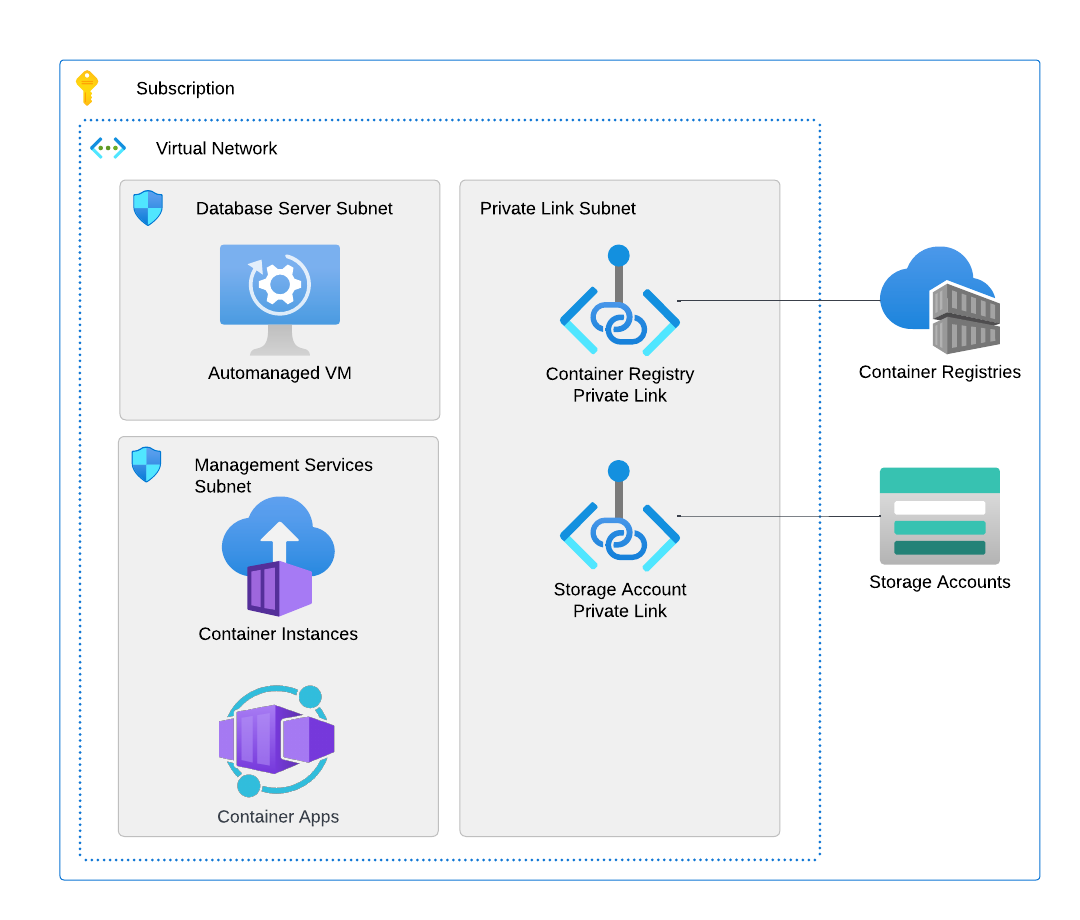 Subscription
Virtual Network
Database Server Subnet
Automanaged VM
Management Services
Subnet
Container Instances
Container Apps
Private Link Subnet
Container Registry
Private Link
Storage Account
Private Link
Container Registries
Storage Accounts